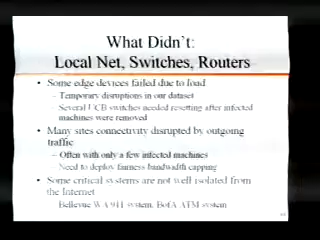 What Didn't:
Local Net, Switches, Routers
• Some edge devices failed due to load
– Temporary disruptions in our dataset
– Several UCB switches needed resetting after infected
machines were removed
• Many sites connectivity disrupted by outgoing
traffic
– Often with only a few infected machines
– Need to deploy fairness bandwidth capping
• Some critical systems are not well isolated from
the Internet
– Bellevue WA 911 system, BofA ATM system